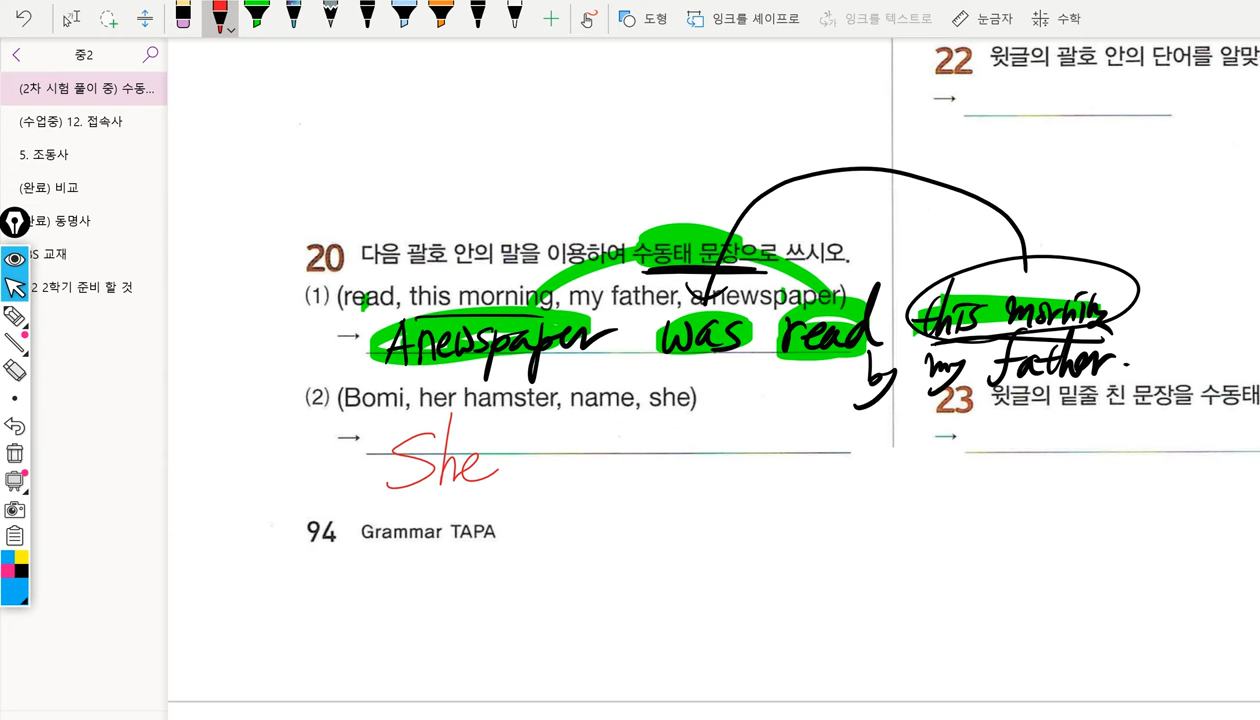 도형
잉크를 셰이프로
잉크를 텍스트로
눈금자
수학
중2
(2차 시험 풀이 중) 수동...
(수업중) 12. 접속사
5. 조동사
(완료) 비교
완료) 동명사
BS 교재
2 2학기 준비 할 것
20 다음 괄호 안의 말을 이용하여 수동태 문장으로 쓰시오.
(1) (read, this morning, my father, a newspaper)
→ A newspaper was read this morning
by my father.
(2) (Bomi, her hamster, name, she)
→ She
94 Grammar TAPA
22 윗글의 괄호 안의 단어를 알맞
→
23 윗글의 밑줄 친 문장을 수동태
→